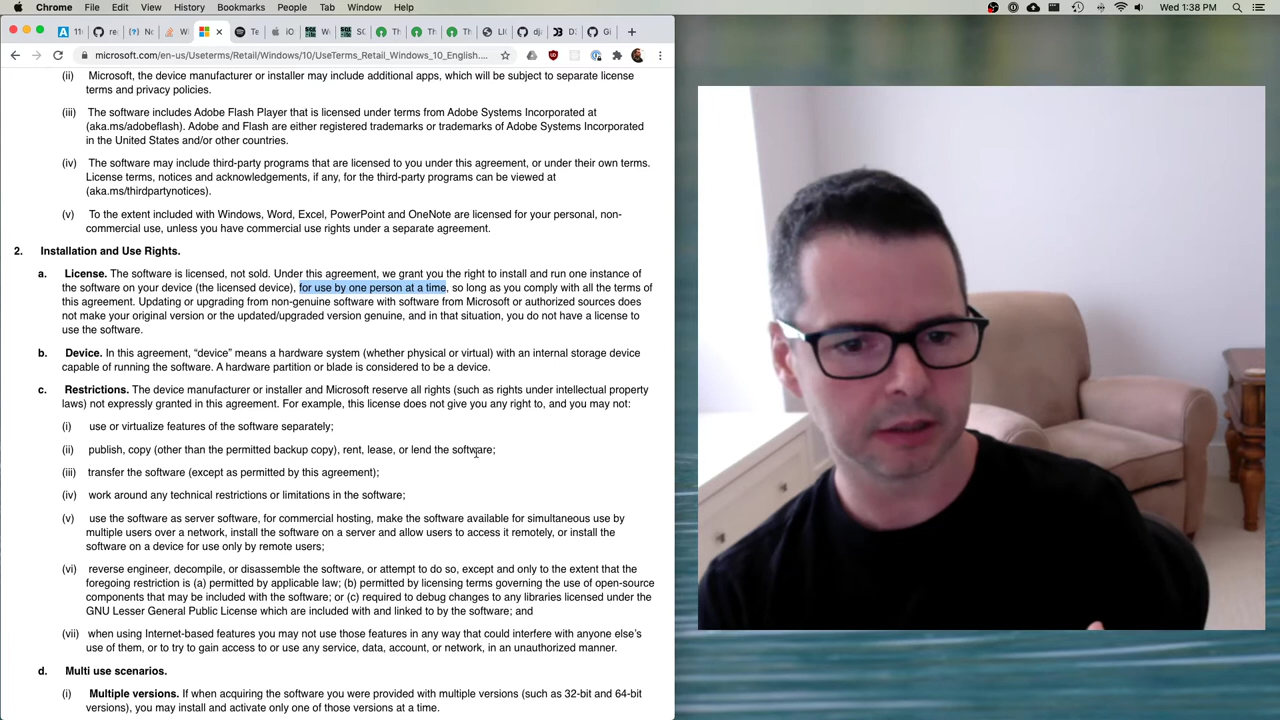 Chrome File Edit View History Bookmarks People Tab Window Help Wed 1:38 PM
microsoft.com/en-us/Useterms/Retail/Windows/10/UseTerms_Retail_Windows_10_English....
(ii) Microsoft, the device manufacturer or installer may include additional apps, which will be subject to separate license
terms and privacy policies.
(iii) The software includes Adobe Flash Player that is licensed under terms from Adobe Systems Incorporated at
(aka.ms/adobeflash). Adobe and Flash are either registered trademarks or trademarks of Adobe Systems Incorporated
in the United States and/or other countries.
(iv) The software may include third-party programs that are licensed to you under this agreement, or under their own terms.
License terms, notices and acknowledgements, if any, for the third-party programs can be viewed at
(aka.ms/thirdpartynotices).
(v) To the extent included with Windows, Word, Excel, PowerPoint and OneNote are licensed for your personal, non-
commercial use, unless you have commercial use rights under a separate agreement.
2. Installation and Use Rights.
a. License. The software is licensed, not sold. Under this agreement, we grant you the right to install and run one instance of
the software on your device (the licensed device), for use by one person at a time, so long as you comply with all the terms of
this agreement. Updating or upgrading from non-genuine software with software from Microsoft or authorized sources does
not make your original version or the updated/upgraded version genuine, and in that situation, you do not have a license to
use the software.
b. Device. In this agreement, “device” means a hardware system (whether physical or virtual) with an internal storage device
capable of running the software. A hardware partition or blade is considered to be a device.
c. Restrictions. The device manufacturer or installer and Microsoft reserve all rights (such as rights under intellectual property
laws) not expressly granted in this agreement. For example, this license does not give you any right to, and you may not:
(i) use or virtualize features of the software separately;
(ii) publish, copy (other than the permitted backup copy), rent, lease, or lend the software;
(iii) transfer the software (except as permitted by this agreement);
(iv) work around any technical restrictions or limitations in the software;
(v) use the software as server software, for commercial hosting, make the software available for simultaneous use by
multiple users over a network, install the software on a server and allow users to access it remotely, or install the
software on a device for use only by remote users;
(vi) reverse engineer, decompile, or disassemble the software, or attempt to do so, except and only to the extent that the
foregoing restriction is (a) permitted by applicable law; (b) permitted by licensing terms governing the use of open-source
components that may be included with the software; or (c) required to debug changes to any libraries licensed under the
GNU Lesser General Public License which are included with and linked to by the software; and
(vii) when using Internet-based features you may not use those features in any way that could interfere with anyone else’s
use of them, or to try to gain access to or use any service, data, account, or network, in an unauthorized manner.
d. Multi use scenarios.
(i) Multiple versions. If when acquiring the software you were provided with multiple versions (such as 32-bit and 64-bit
versions), you may install and activate only one of those versions at a time.